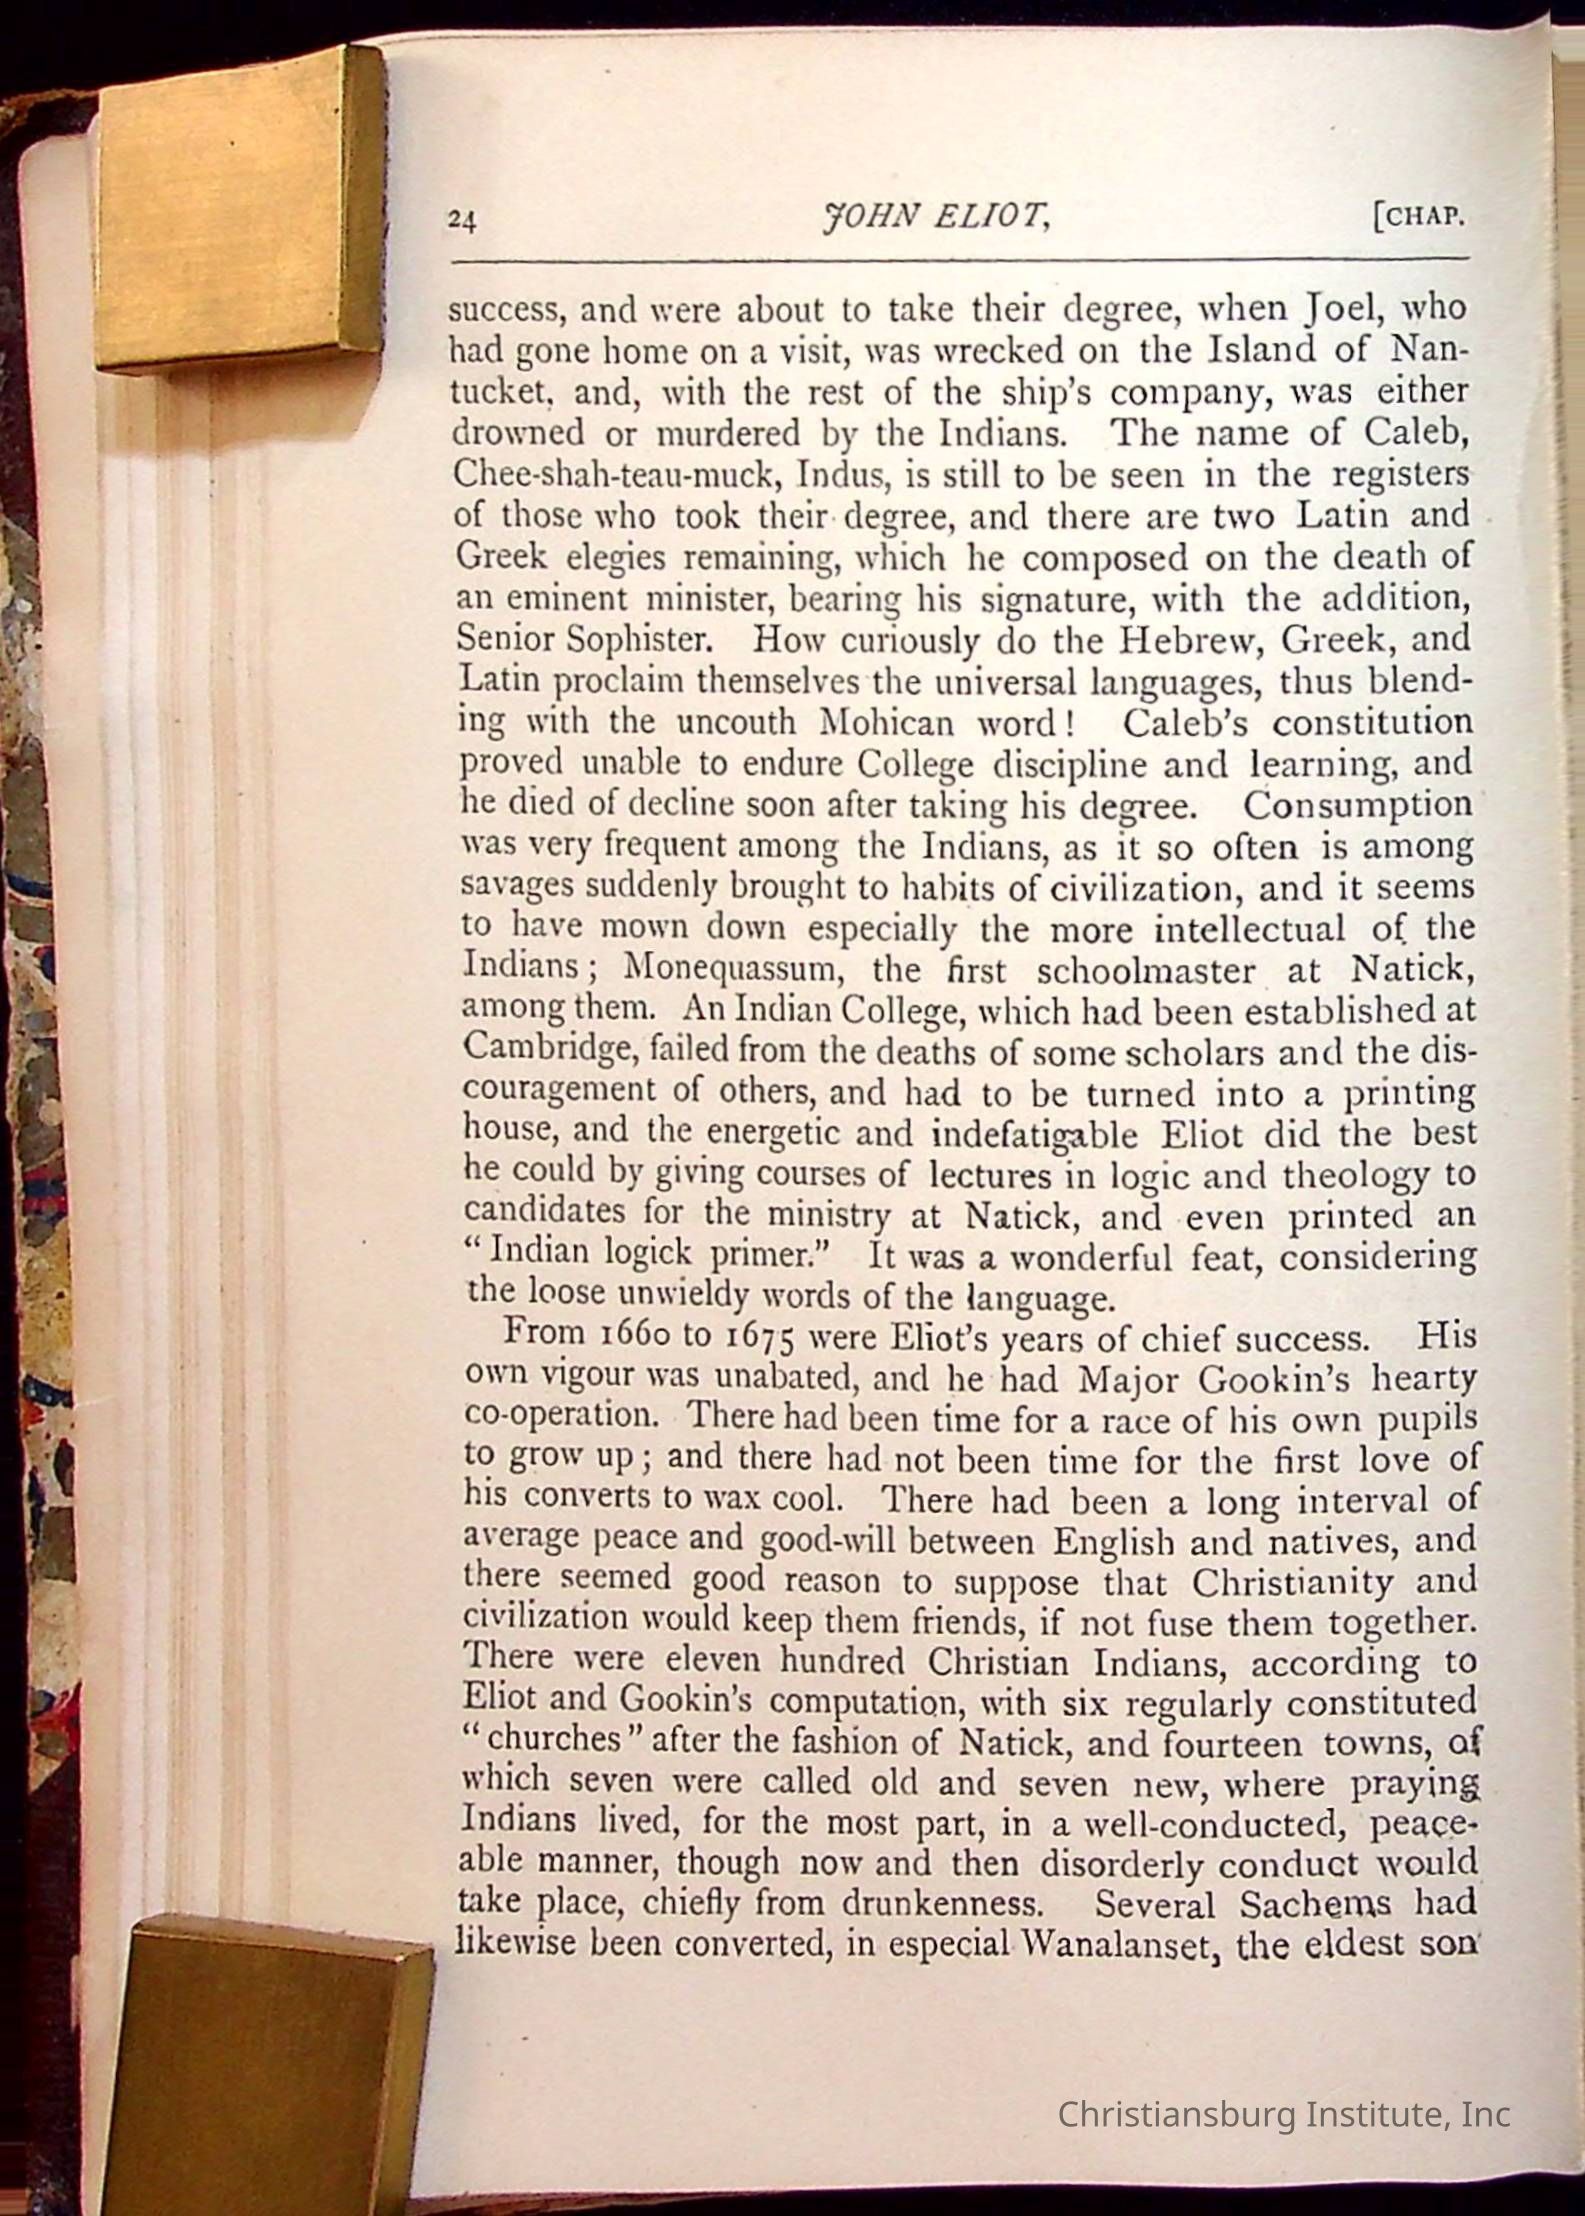 24 JOHN ELIOT, [CHAP.
success, and were about to take their degree, when Joel, who
had gone home on a visit, was wrecked on the Island of Nan-
tucket, and, with the rest of the ship's company, was either
drowned or murdered by the Indians. The name of Caleb,
Chee-shah-teau-muck, Indus, is still to be seen in the registers
of those who took their degree, and there are two Latin and
Greek elegies remaining, which he composed on the death of
an eminent minister, bearing his signature, with the addition,
Senior Sophister. How curiously do the Hebrew, Greek, and
Latin proclaim themselves the universal languages, thus blend-
ing with the uncouth Mohican word! Caleb's constitution
proved unable to endure College discipline and learning, and
he died of decline soon after taking his degree. Consumption
was very frequent among the Indians, as it so often is among
savages suddenly brought to habits of civilization, and it seems
to have mown down especially the more intellectual of the
Indians; Monequassum, the first schoolmaster at Natick,
among them. An Indian College, which had been established at
Cambridge, failed from the deaths of some scholars and the dis-
couragement of others, and had to be turned into a printing
house, and the energetic and indefatigable Eliot did the best
he could by giving courses of lectures in logic and theology to
candidates for the ministry at Natick, and even printed an
"Indian logick primer." It was a wonderful feat, considering
the loose unwieldy words of the language.
From 1660 to 1675 were Eliot's years of chief success. His
own vigour was unabated, and he had Major Gookin's hearty
co-operation. There had been time for a race of his own pupils
to grow up; and there had not been time for the first love of
his converts to wax cool. There had been a long interval of
average peace and good-will between English and natives, and
there seemed good reason to suppose that Christianity and
civilization would keep them friends, if not fuse them together.
There were eleven hundred Christian Indians, according to
Eliot and Gookin's computation, with six regularly constituted
"churches" after the fashion of Natick, and fourteen towns, of
which seven were called old and seven new, where praying
Indians lived, for the most part, in a well-conducted, peace-
able manner, though now and then disorderly conduct would
take place, chiefly from drunkenness. Several Sachems had
likewise been converted, in especial Wanalanset, the eldest son
Christiansburg Institute, Inc